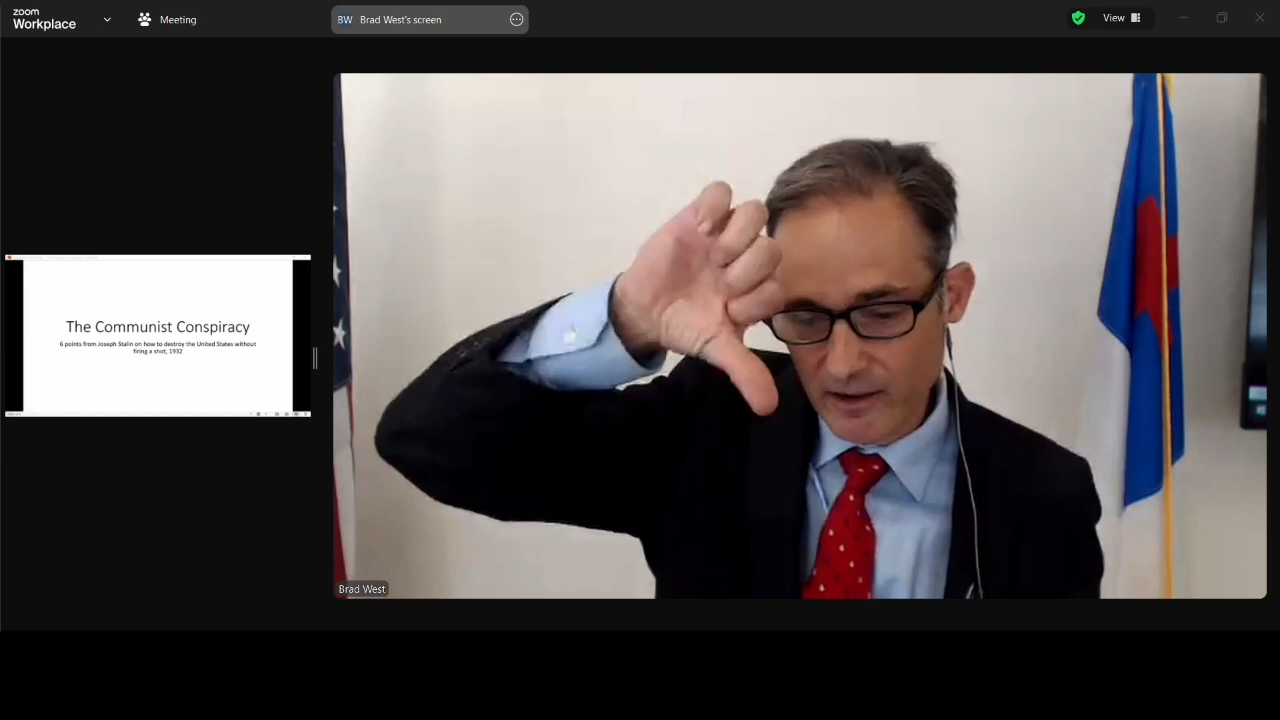 zoom
Workplace
Meeting
BW Brad West's screen
View
The Communist Conspiracy
6 points from Joseph Stalin on how to destroy the United States without
firing a shot, 1932
Brad West